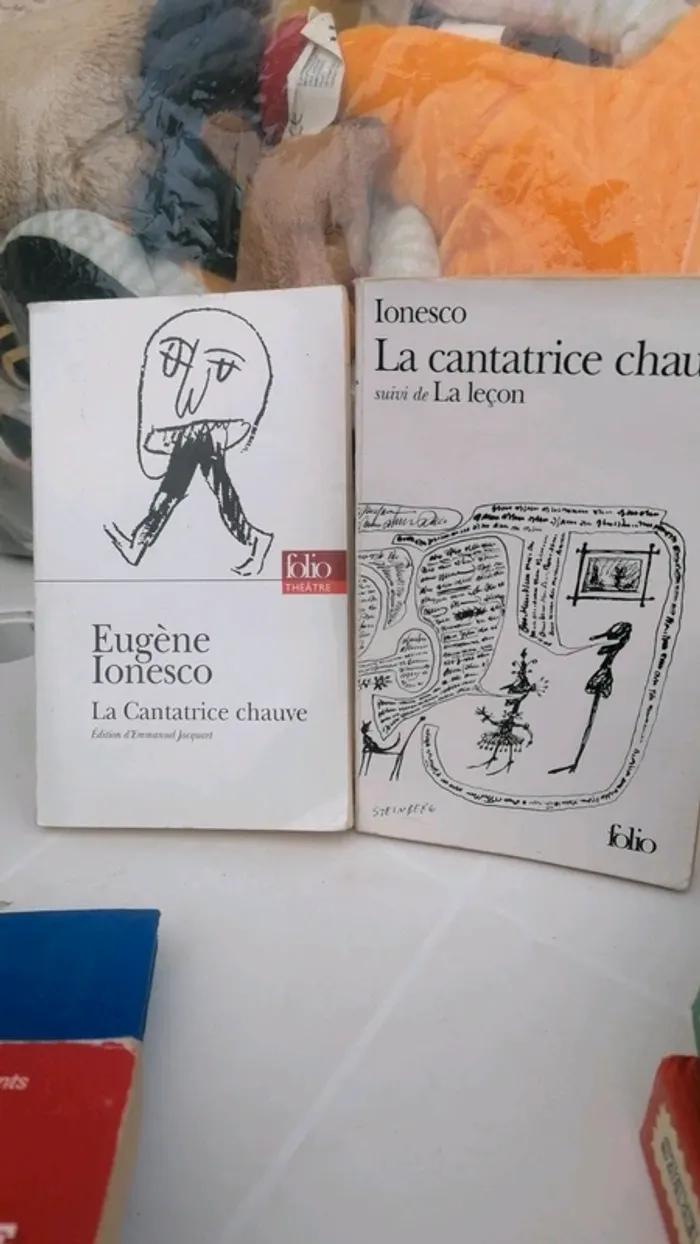 folio
THÉÂTRE
Eugène
Ionesco
La Cantatrice chauve
Édition d'Emmanuel Jacquart
Ionesco
La cantatrice chau
suivi de La leçon
STEINBERG
folio
nts